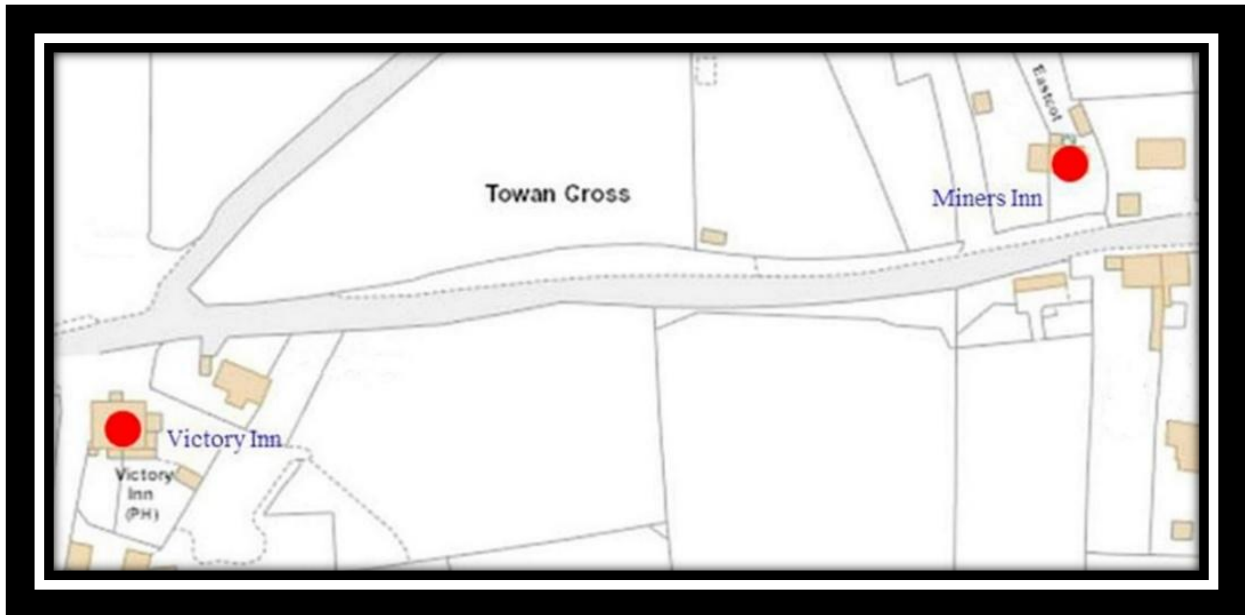 Eastcot
Towan Cross
Miners Inn
Victory Inn
Victory
Inn
(PH)